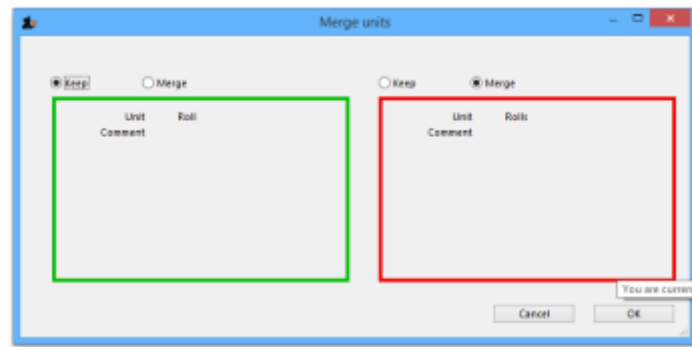 Merge units
Keep Merge Keep Merge
Unit Roll Unit Rolls
Comment Comment
You are curren
Cancel OK